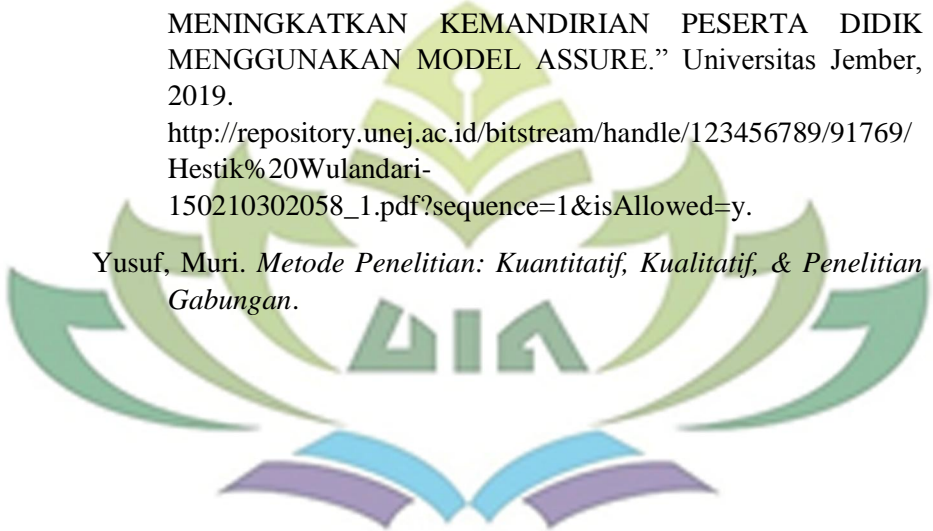 MENINGKATKAN KEMANDIRIAN PESERTA DIDIK
MENGGUNAKAN MODEL ASSURE.” Universitas Jember,
2019.
http://repository.unej.ac.id/bitstream/handle/123456789/91769/
Hestik%20Wulandari-
150210302058_1.pdf?sequence=1&isAllowed=y.
Yusuf, Muri. Metode Penelitian: Kuantitatif, Kualitatif, & Penelitian
Gabungan.
UIN